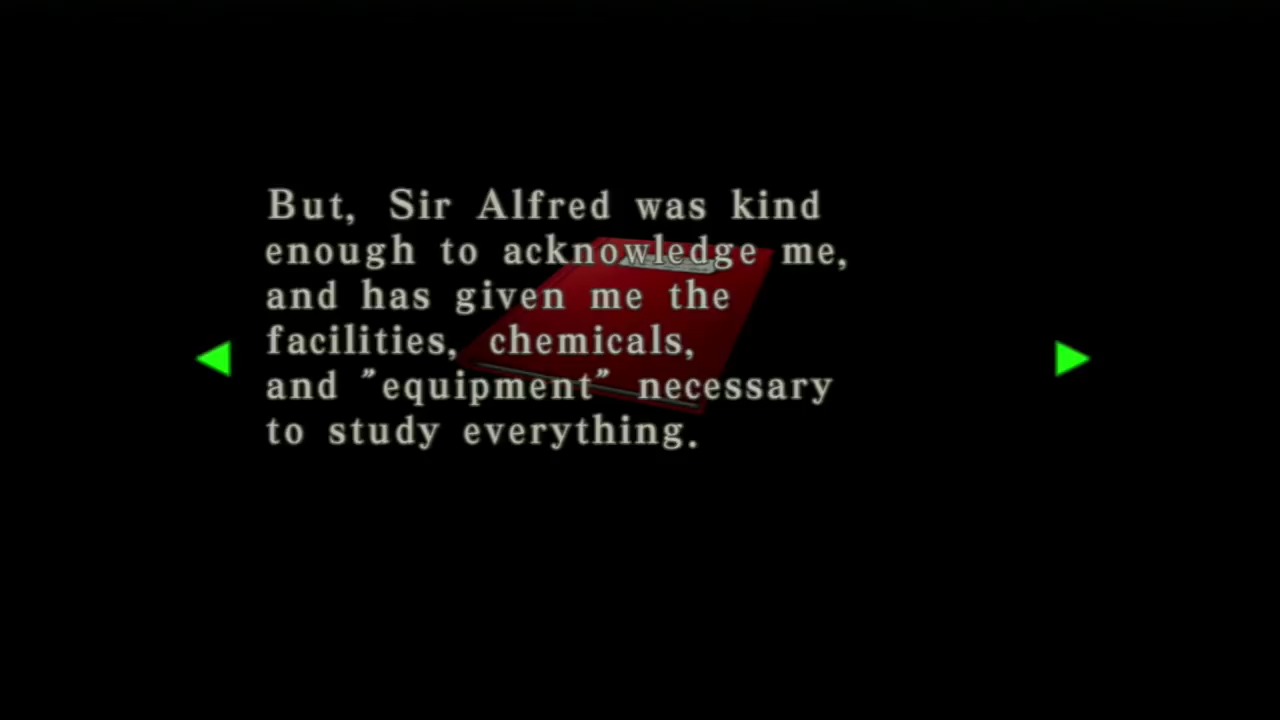 But, Sir Alfred was kind
enough to acknowledge me,
and has given me the
facilities, chemicals,
and "equipment" necessary
to study everything.